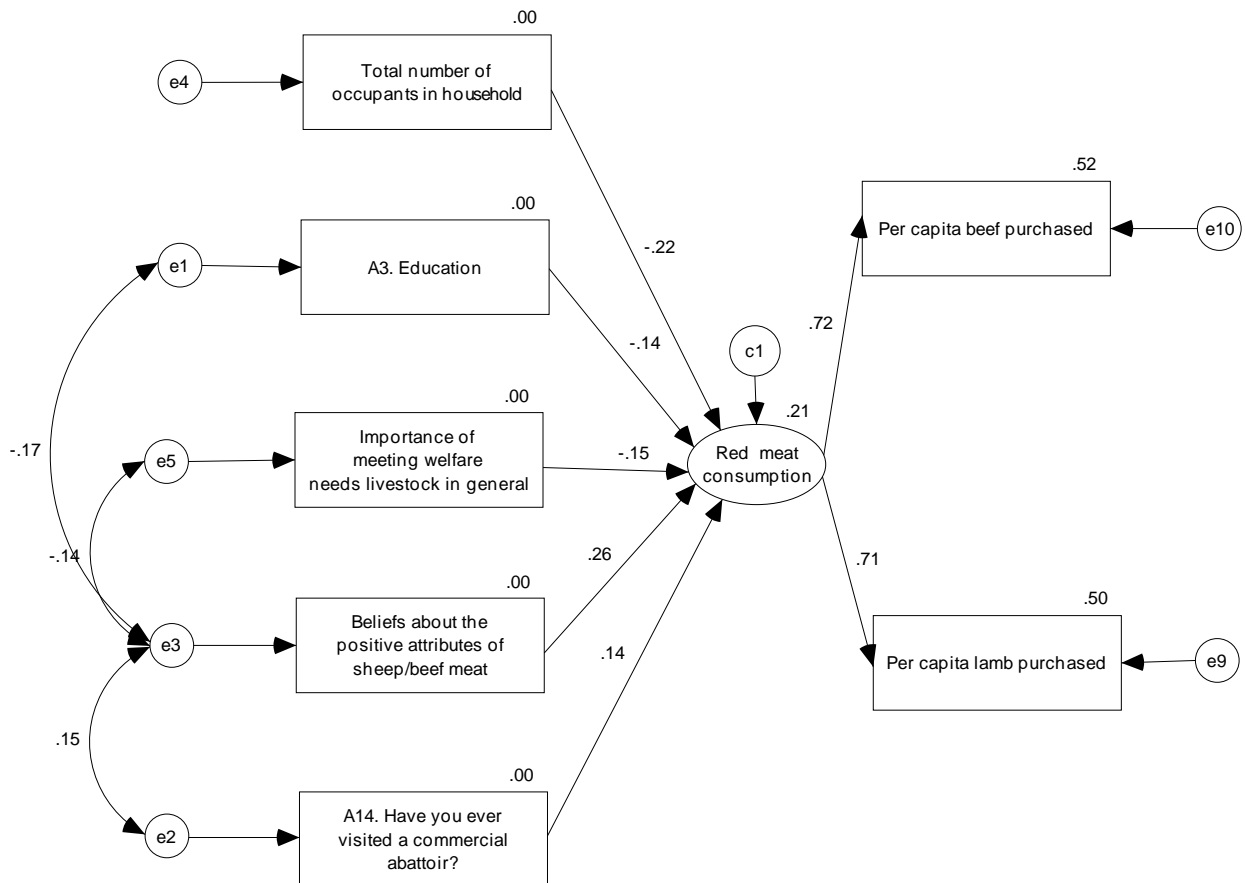 .00
Total number of
occupants in household
e4
.00
A3. Education
e1
.00
Importance of
meeting welfare
needs livestock in general
e5
.00
Beliefs about the
positive attributes of
sheep/beef meat
e3
.00
A14. Have you ever
visited a commercial
abattoir?
e2
-.17
-.14
.15
-.22
-.14
-.15
.26
.14
c1
.21
Red meat
consumption
.72
.71
.52
Per capita beef purchased
e10
.50
Per capita lamb purchased
e9